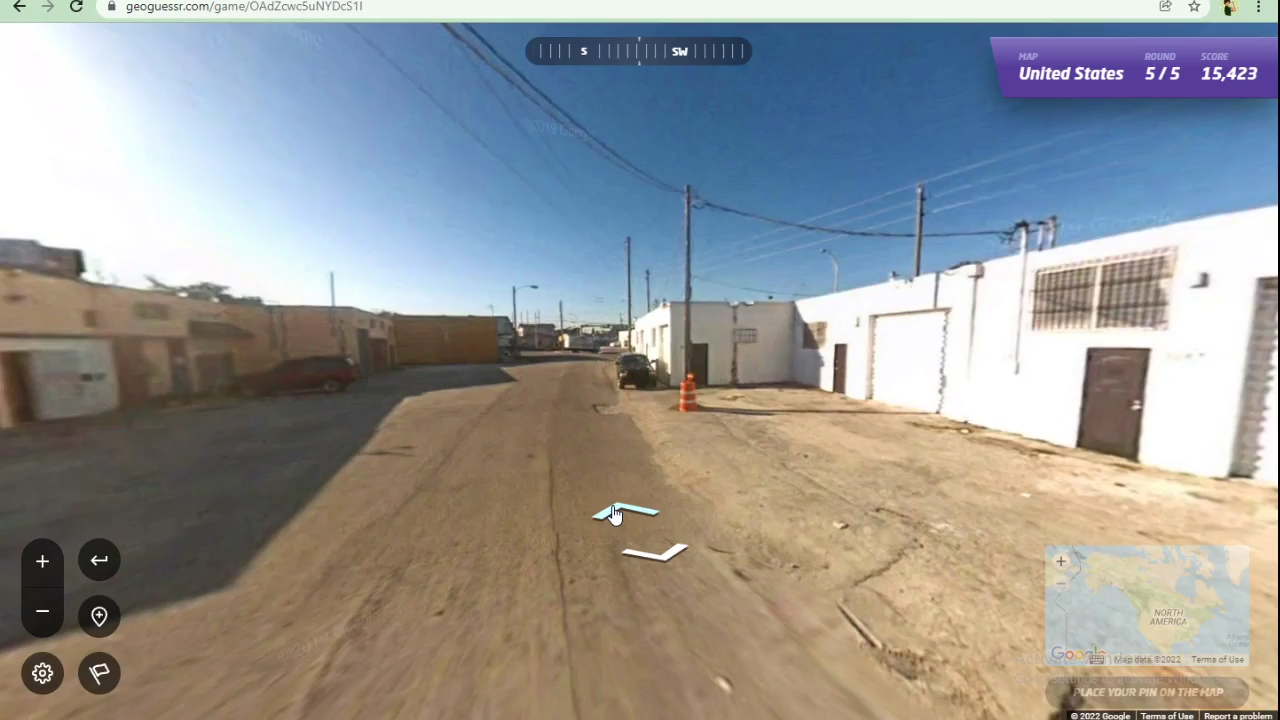 geoguessr.com/game/OAdZcwc5uNYDcS1I
S
SW
MAP
United States
ROUND
5 / 5
SCORE
15,423
+
−
+
−
NORTH
AMERICA
Google
Map data ©2022
Terms of Use
PLACE YOUR PIN ON THE MAP
© 2022 Google
Terms of Use
Report a problem